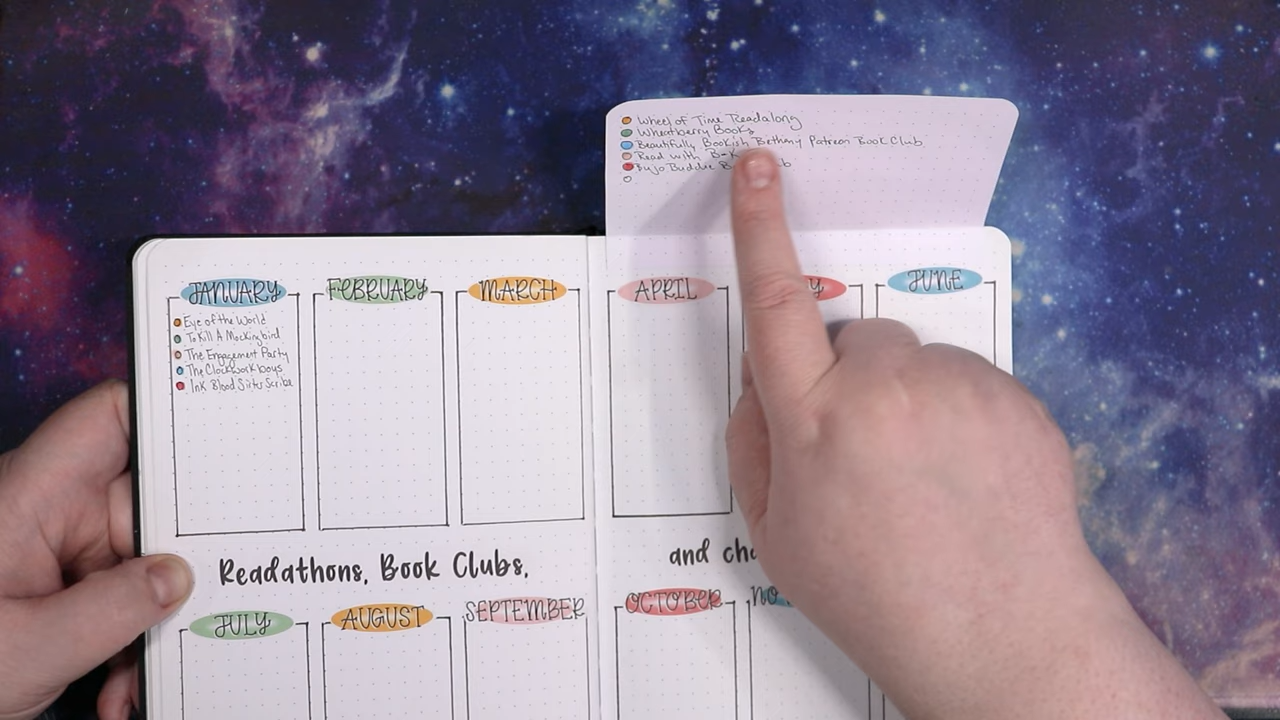 Wheel of Time Readalong
Wheatberry Books
Beautifully Bookish Bethany Patreon Book Club
Read with
Bujo Buddie
JANUARY
FEBRUARY
MARCH
APRIL
JUNE
Eye of the World
To Kill A Mockingbird
The Engagement Party
The Clockwork boys
Ink Blood Sister Scribe
Readathons, Book Clubs,
and
JULY
AUGUST
SEPTEMBER
OCTOBER